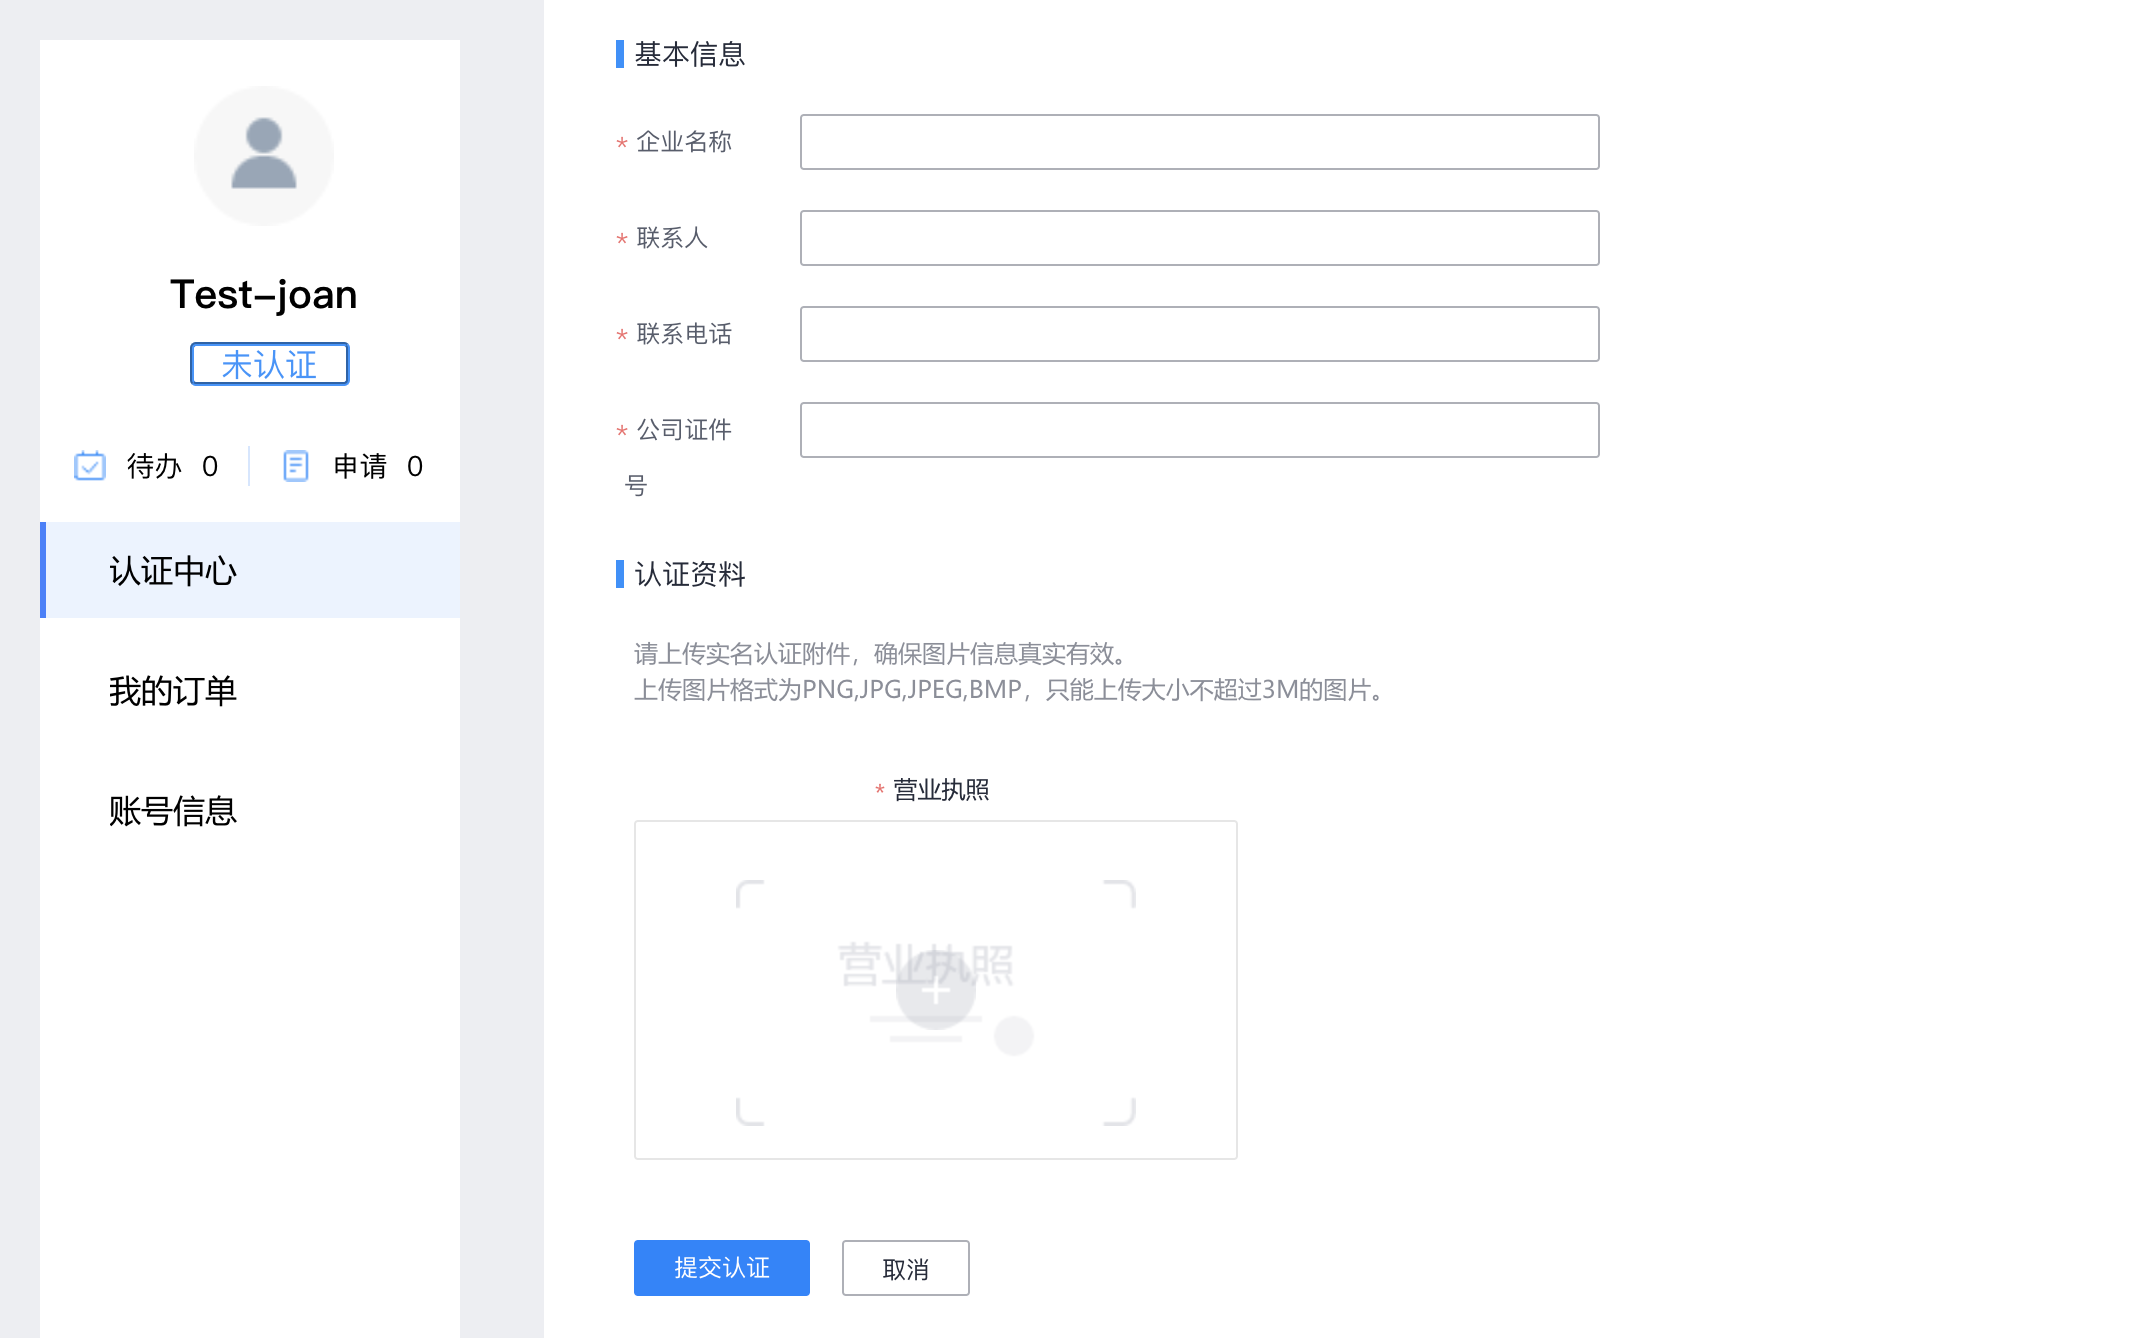 Test-joan
未认证
待办 0
申请 0
认证中心
我的订单
账号信息
基本信息
* 企业名称
* 联系人
* 联系电话
* 公司证件
号
认证资料
请上传实名认证附件，确保图片信息真实有效。
上传图片格式为PNG,JPG,JPEG,BMP，只能上传大小不超过3M的图片。
* 营业执照
营业执照
提交认证
取消